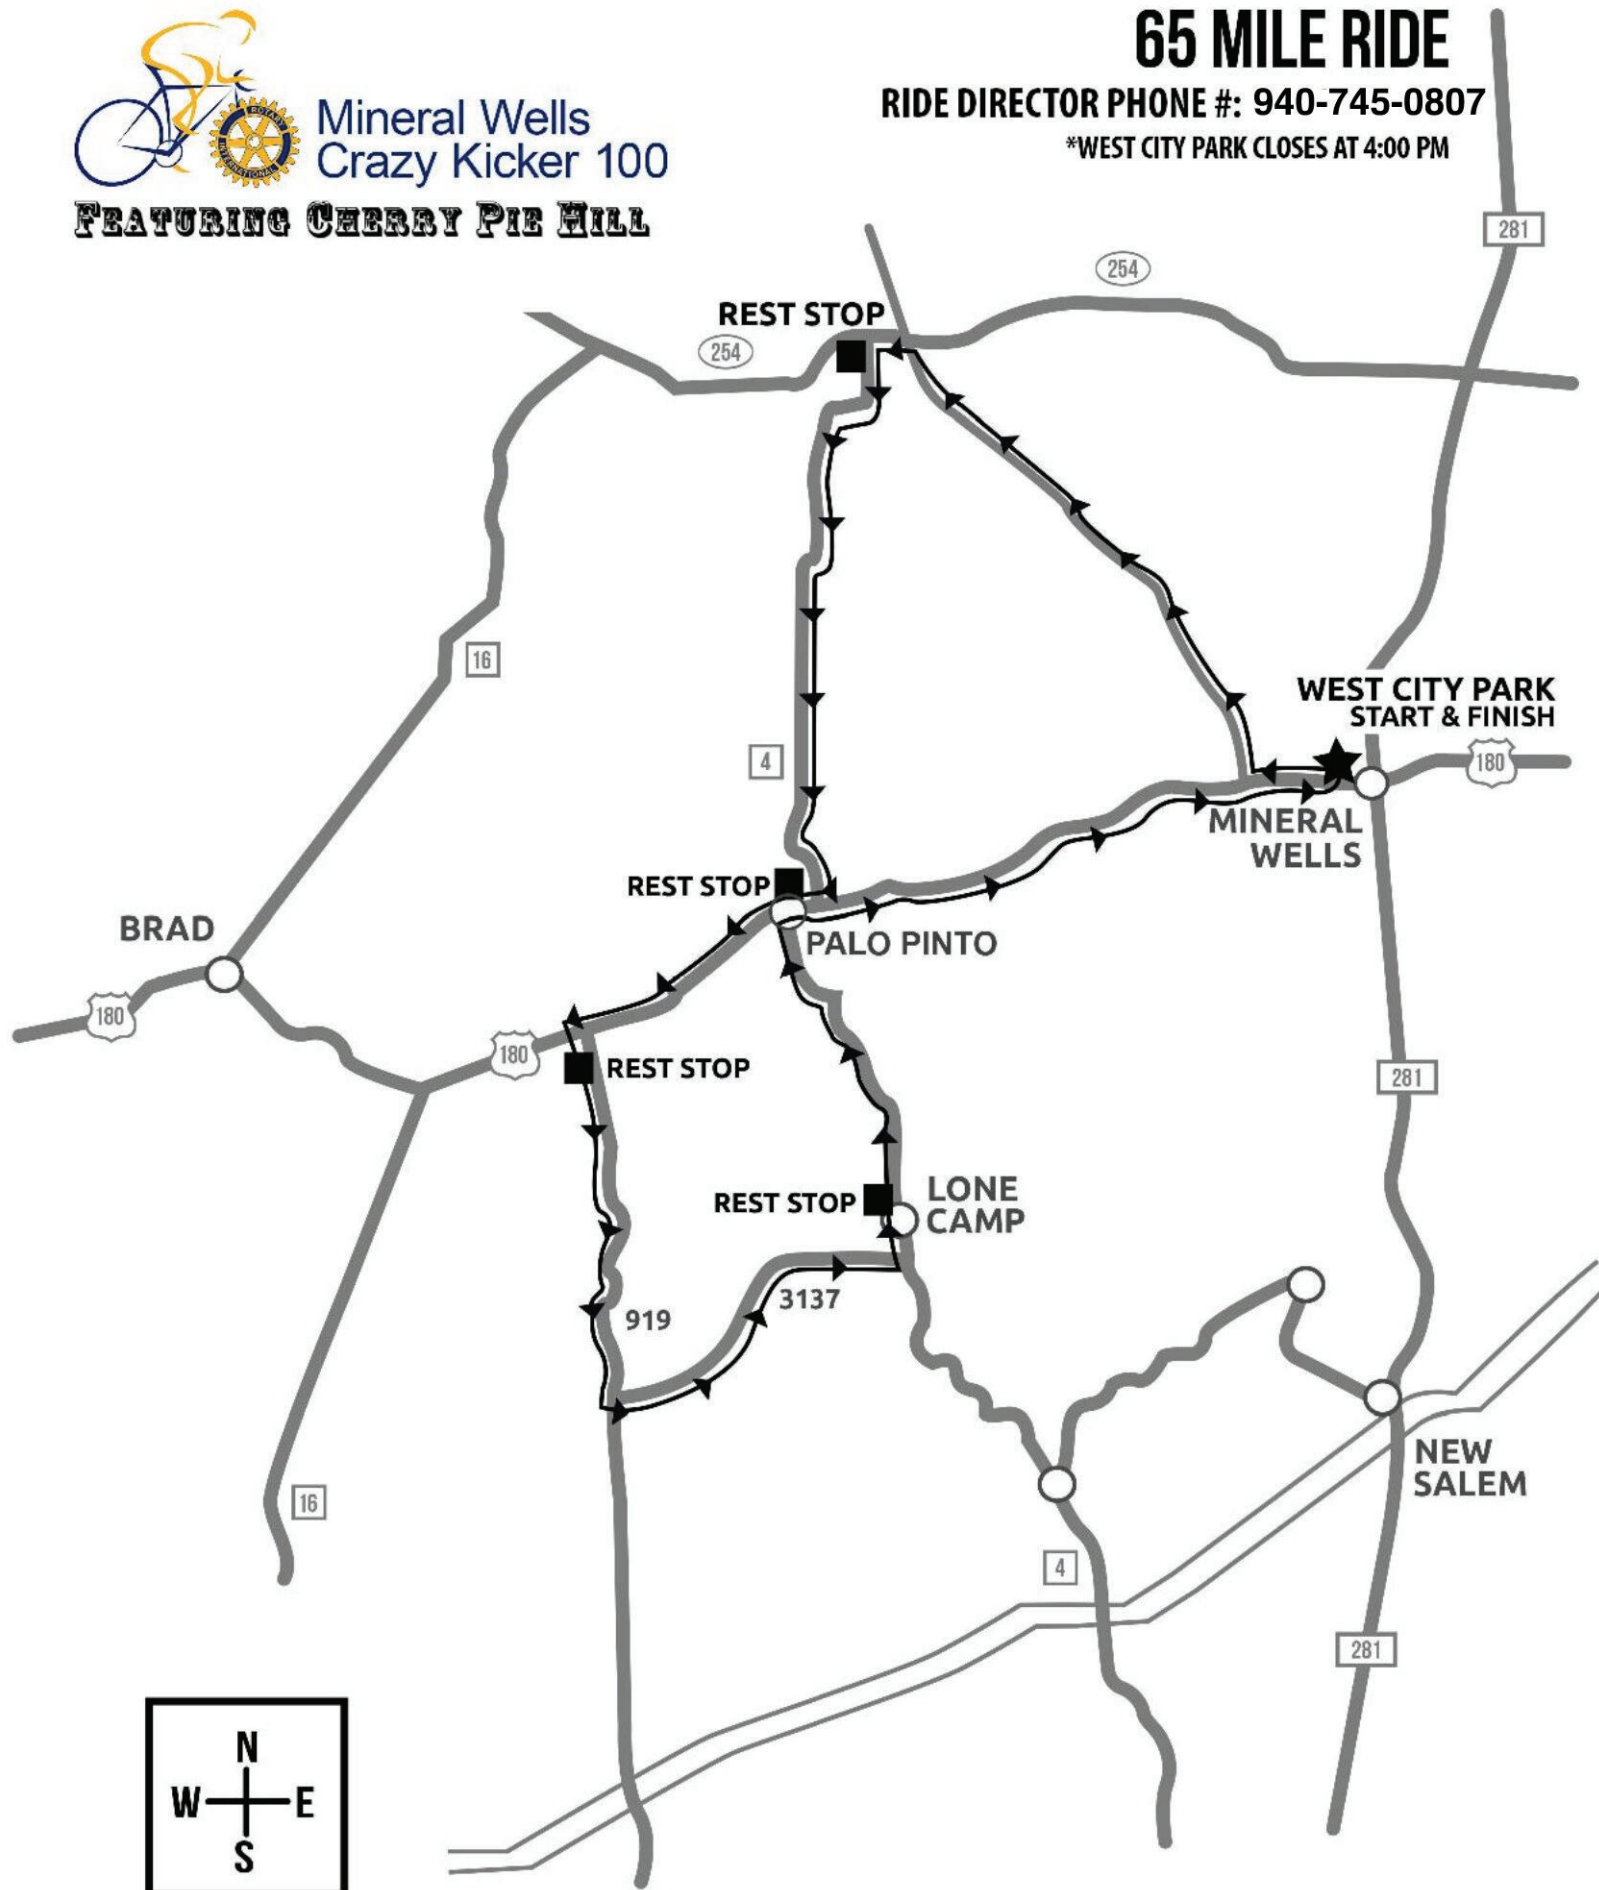 65 MILE RIDE
RIDE DIRECTOR PHONE #: 940-745-0807
*WEST CITY PARK CLOSES AT 4:00 PM
ROTARY
INTERNATIONAL
Mineral Wells
Crazy Kicker 100
FEATURING CHERRY PIE HILL
281
254
REST STOP
254
16
WEST CITY PARK
START & FINISH
4
180
MINERAL
WELLS
REST STOP
BRAD
PALO PINTO
180
180
REST STOP
281
REST STOP
LONE
CAMP
3137
919
NEW
SALEM
16
4
281
N
W
E
S